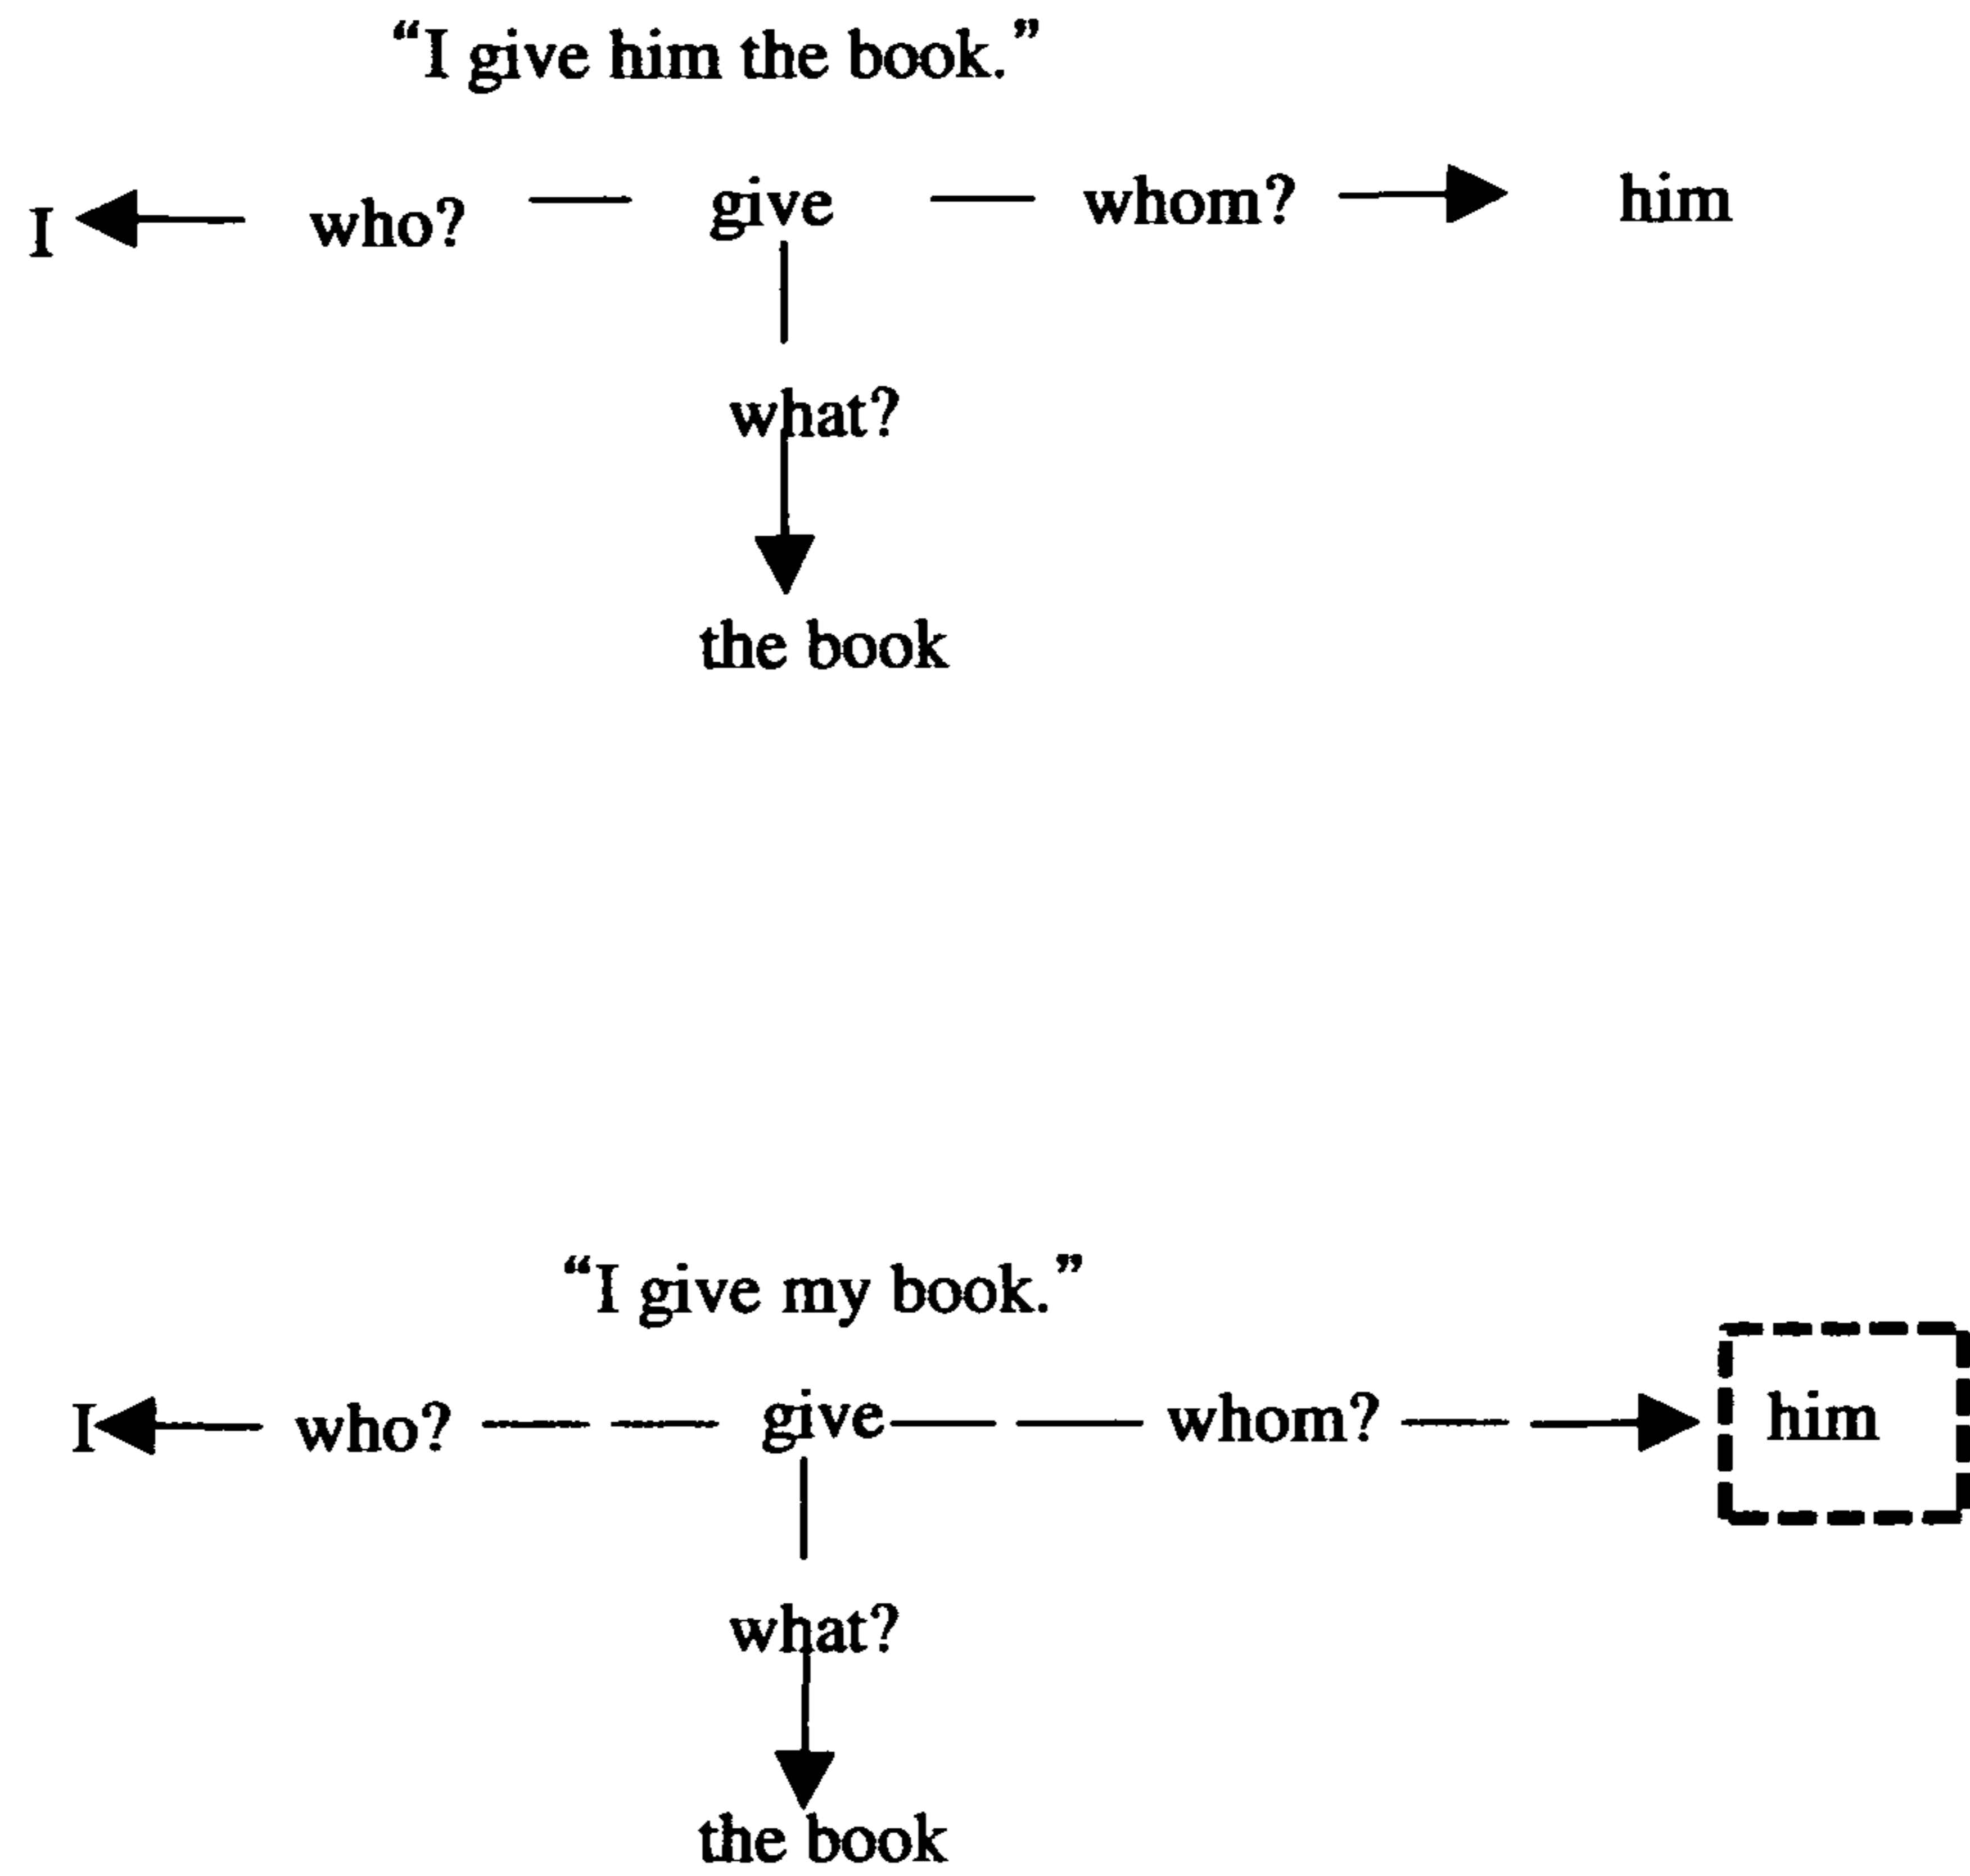 “I give him the book.”
I who? give whom? him
what?
the book
“I give my book.”
I who? give whom? him
what?
the book